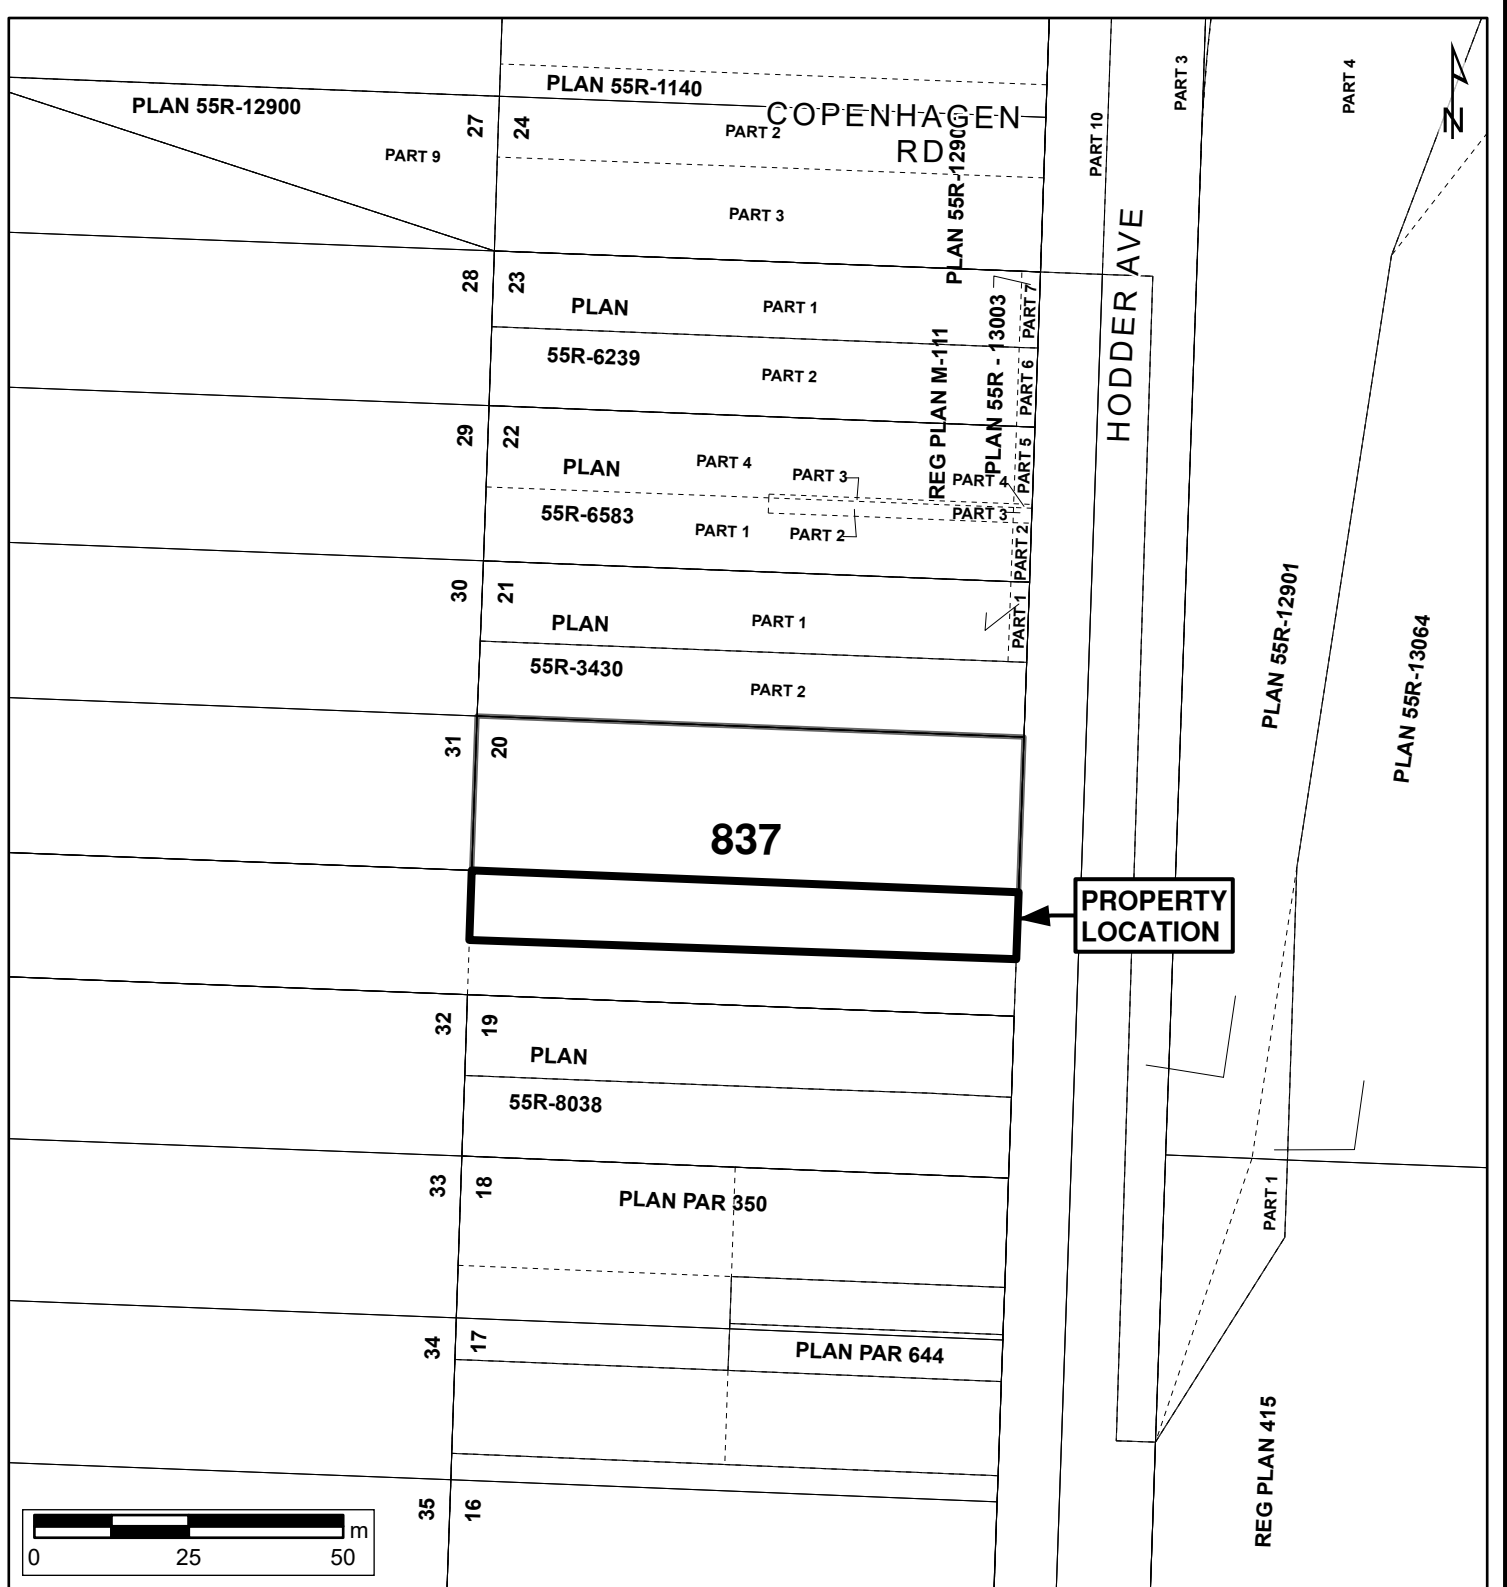 PLAN 55R-1140
PLAN 55R-12900
COPENHAGEN
RD
27
24
PART 2
PART 9
PART 3
PLAN 55R-1290
PART 10
PART 3
PART 4
N
HODDER AVE
28
23
PLAN
PART 1
55R-6239
PART 2
REG PLAN M-111
PLAN 55R - 13003
PART 7
PART 6
PART 5
29
22
PLAN
PART 4
PART 3
PART 4
55R-6583
PART 1
PART 2
PART 3
PART 2
30
21
PLAN
PART 1
PART 1
55R-3430
PART 2
PLAN 55R-12901
PLAN 55R-13064
31
20
837
PROPERTY
LOCATION
32
19
PLAN
55R-8038
33
18
PLAN PAR 350
PART 1
34
17
PLAN PAR 644
REG PLAN 415
35
16
m
0 25 50